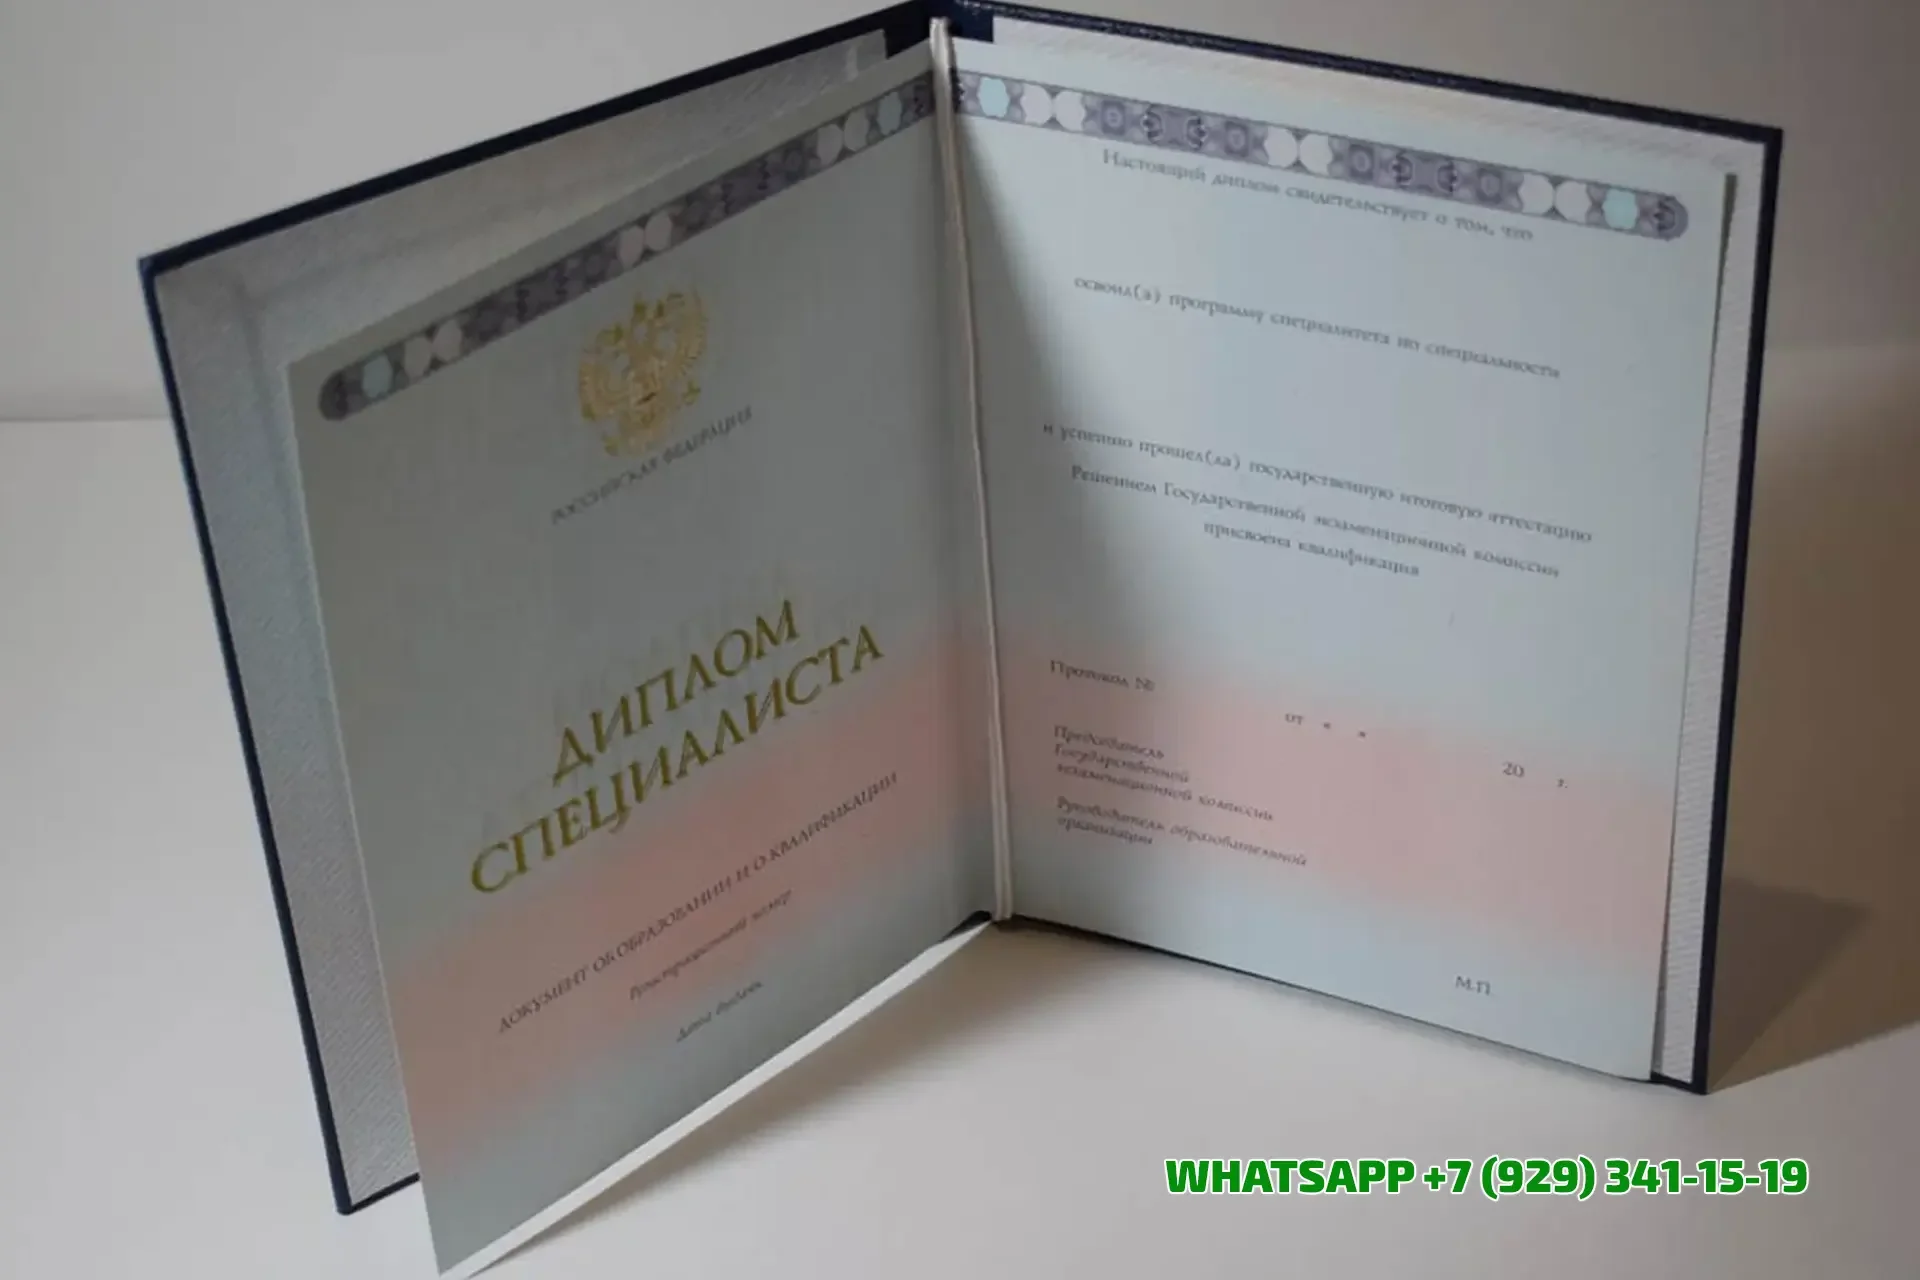 РОССИЙСКАЯ ФЕДЕРАЦИЯ
ДИПЛОМ
СПЕЦИАЛИСТА
ДОКУМЕНТ ОБ ОБРАЗОВАНИИ И О КВАЛИФИКАЦИИ
Регистрационный номер
Дата выдачи
Настоящий диплом свидетельствует о том, что
освоил(а) программу специалитета по специальности
и успешно прошел(ла) государственную итоговую аттестацию
Решением Государственной экзаменационной комиссии
присвоена квалификация
Протокол №
от « »
20 г.
Председатель
Государственной
экзаменационной комиссии
Руководитель образовательной
организации
М.П.
WHATSAPP +7 (929) 341-15-19